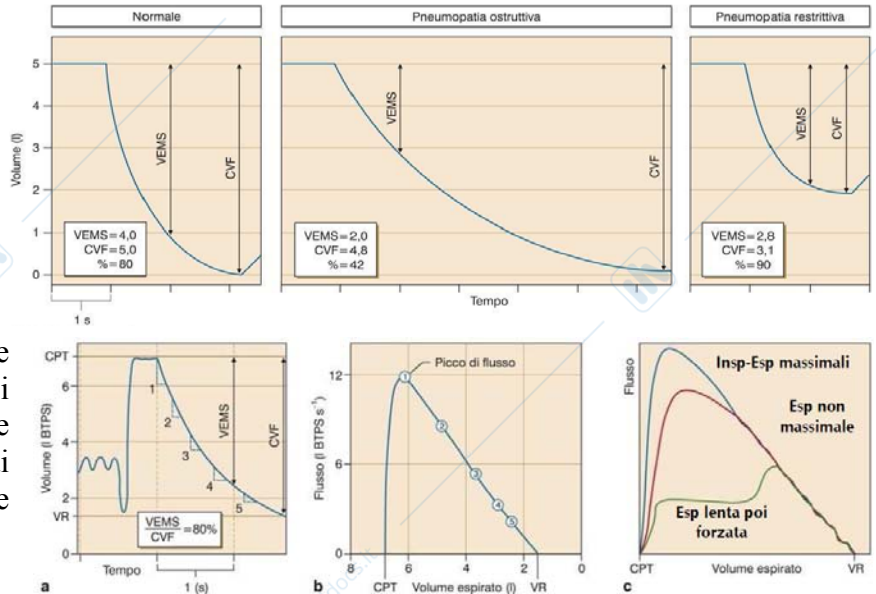 Normale
Pneumopatia ostruttiva
Pneumopatia restrittiva
Volume (l)
5
4
3
2
1
0
VEMS
CVF
VEMS=4,0
CVF=5,0
%=80
1 s
VEMS
CVF
VEMS=2,0
CVF=4,8
%=42
Tempo
VEMS
CVF
VEMS=2,8
CVF=3,1
%=90
e
i
e
i
e
Volume (l BTPS)
CPT
6
4
2
VR
0
1
2
3
4
5
VEMS
CVF
VEMS
CVF
=80%
Tempo
1 (s)
a
Flusso (l BTPS s⁻¹)
12
6
0
Picco di flusso
1
2
3
4
5
8
6
4
2
0
CPT
Volume espirato (l)
VR
b
Flusso
Insp-Esp massimali
Esp non
massimale
Esp lenta poi
forzata
CPT
Volume espirato
VR
c
docs.it